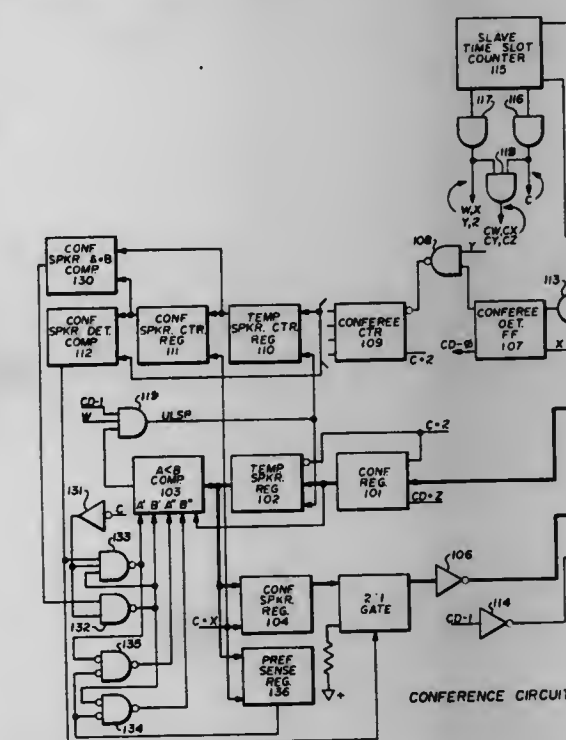 SLAVE
TIME SLOT
COUNTER
115
117
116
118
W,X
Y,Z
C
CW,CX
CY,CZ
CONF
SPKR &=B
COMP
130
CONF
SPKR DET.
COMP
112
CONF
SPKR. CTR.
REG
111
TEMP
SPKR. CTR.
REG
110
CONFEREE
CTR
109
C=2
108
Y
CONFEREE
DET.
FF
107
113
X
CD-Ø
CD-1
W
119
ULSP
A<B
COMP
103
A' B' A" B"
TEMP
SPKR.
REG
102
C=2
CONF
REG.
101
CD=Z
131
C
133
132
135
134
C=X
CONF
SPKR
REG.
104
PREF
SENSE
REG.
136
2:1
GATE
106
CD-1
114
+
CONFERENCE CIRCUIT